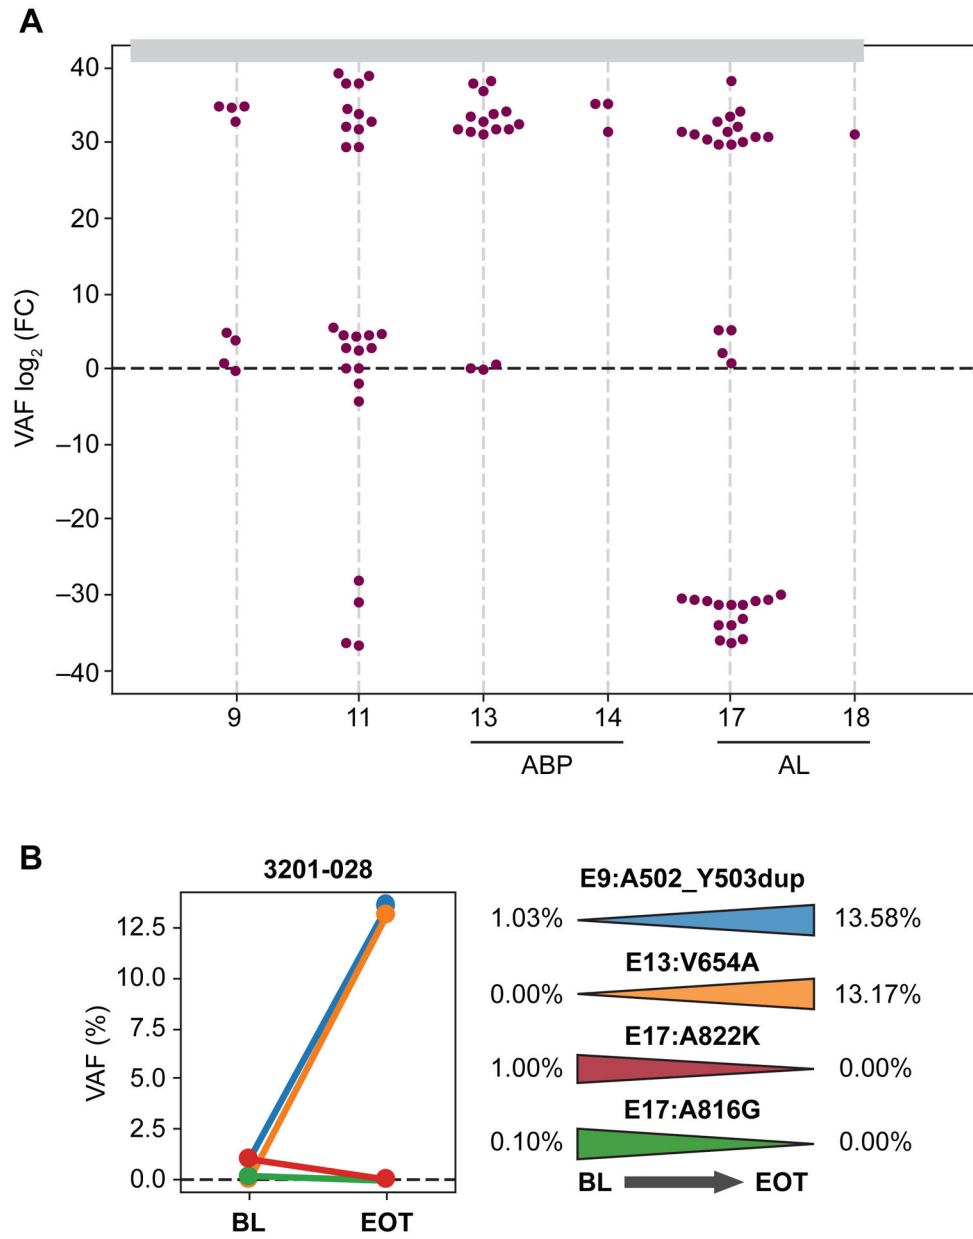 A
VAF log2 (FC)
40
30
20
10
0
–10
–20
–30
–40
9 11 13 14 17 18
ABP AL
B
3201-028
VAF (%)
12.5
10.0
7.5
5.0
2.5
0.0
BL EOT
E9:A502_Y503dup
1.03% 13.58%
E13:V654A
0.00% 13.17%
E17:A822K
1.00% 0.00%
E17:A816G
0.10% 0.00%
BL EOT